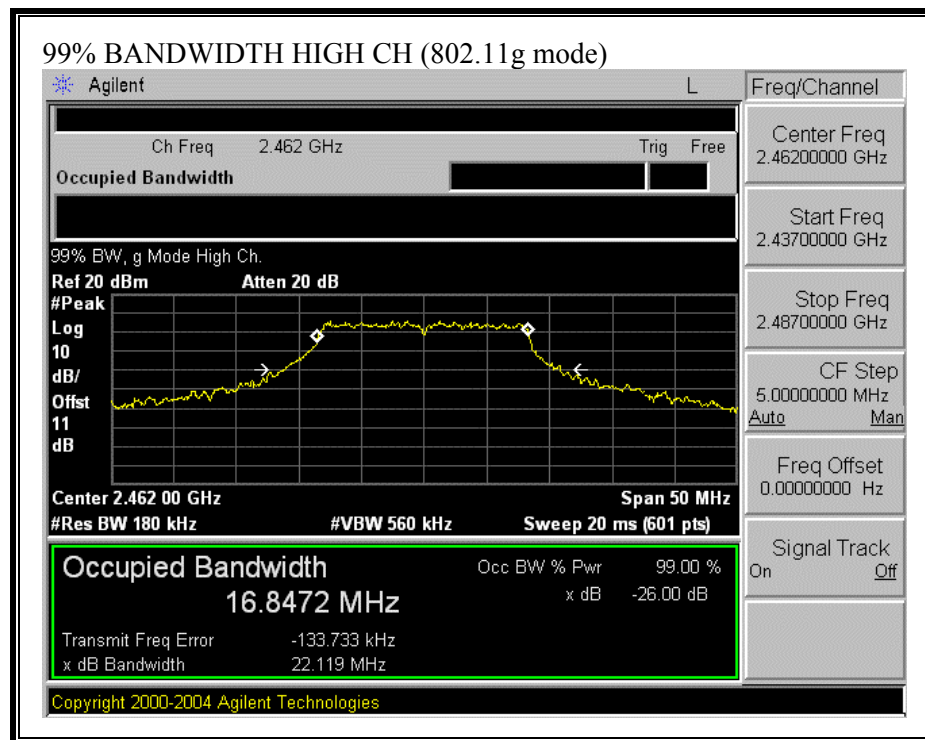 99% BANDWIDTH HIGH CH (802.11g mode)
Agilent L Freq/Channel
Ch Freq 2.462 GHz Trig Free
Occupied Bandwidth
Center Freq
2.46200000 GHz
Start Freq
2.43700000 GHz
99% BW, g Mode High Ch.
Ref 20 dBm Atten 20 dB
#Peak
Log
10
dB/
Offst
11
dB
Stop Freq
2.48700000 GHz
CF Step
5.00000000 MHz
Auto Man
Freq Offset
0.00000000 Hz
Center 2.462 00 GHz Span 50 MHz
#Res BW 180 kHz #VBW 560 kHz Sweep 20 ms (601 pts)
Signal Track
On Off
Occupied Bandwidth Occ BW % Pwr 99.00 %
16.8472 MHz x dB -26.00 dB
Transmit Freq Error -133.733 kHz
x dB Bandwidth 22.119 MHz
Copyright 2000-2004 Agilent Technologies